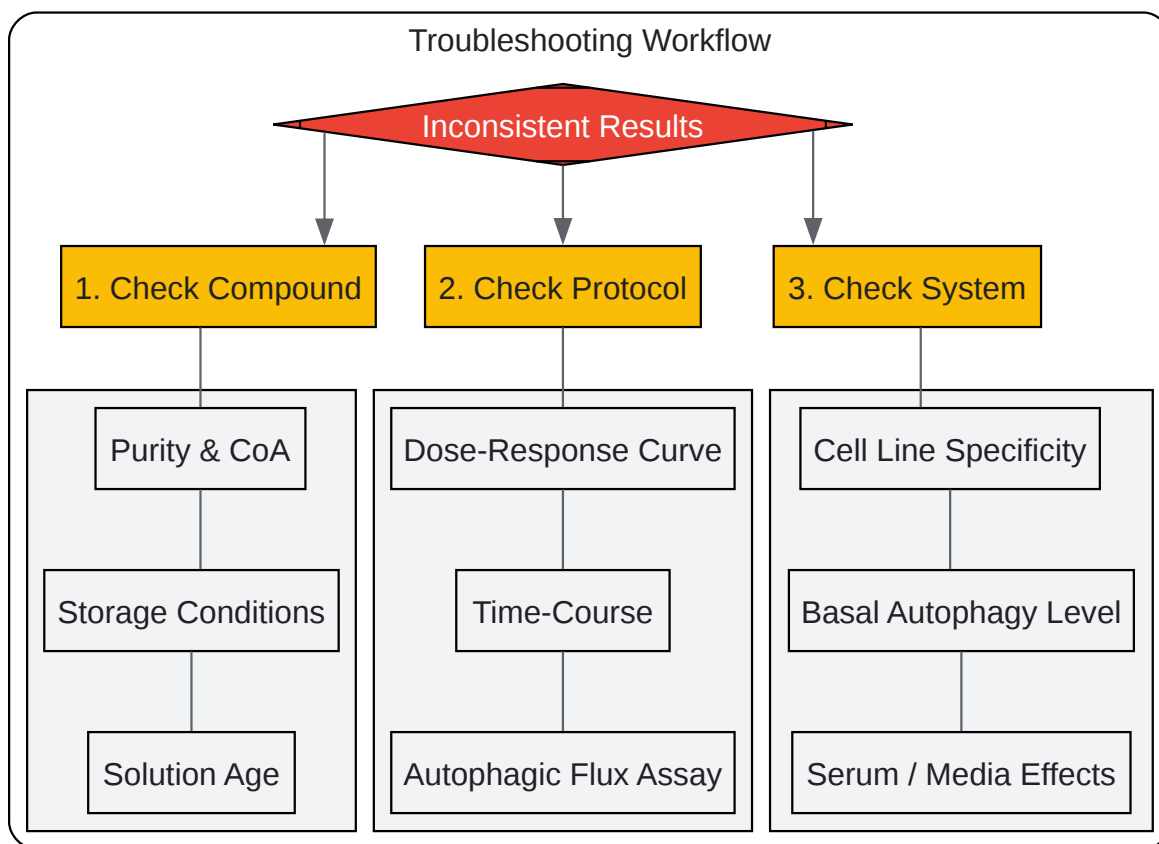 Troubleshooting Workflow
Inconsistent Results
1. Check Compound
2. Check Protocol
3. Check System
Purity & CoA
Dose-Response Curve
Cell Line Specificity
Storage Conditions
Time-Course
Basal Autophagy Level
Solution Age
Autophagic Flux Assay
Serum / Media Effects